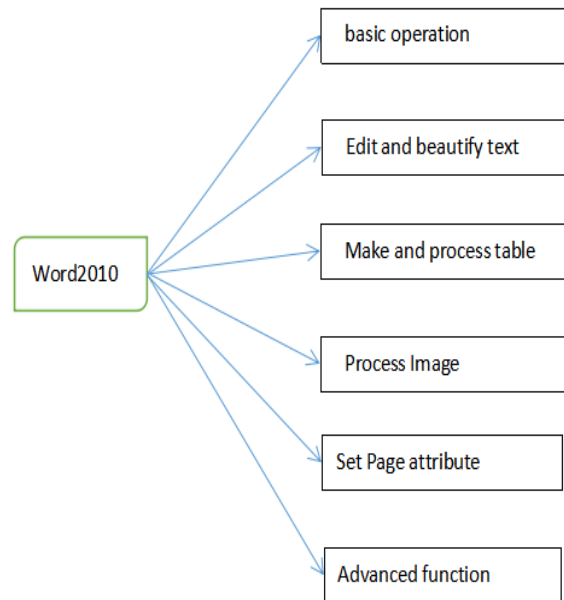 basic operation
Edit and beautify text
Make and process table
Word2010
Process Image
Set Page attribute
Advanced function